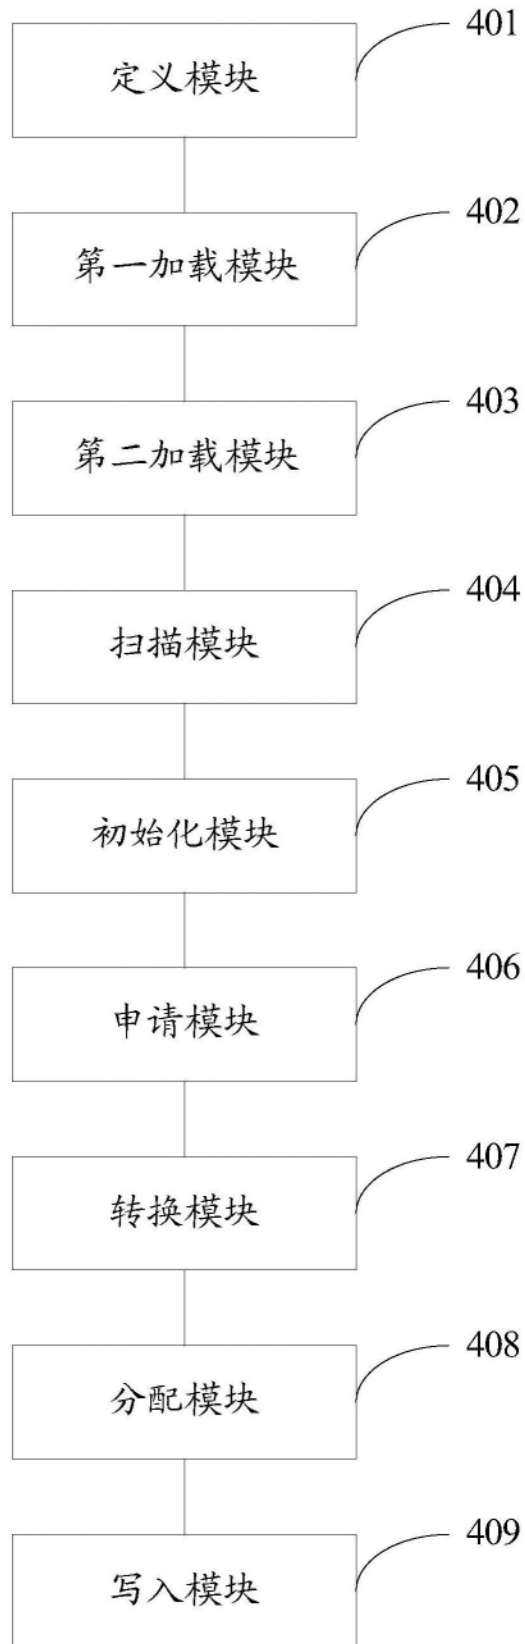 401
定义模块
402
第一加载模块
403
第二加载模块
404
扫描模块
405
初始化模块
406
申请模块
407
转换模块
408
分配模块
409
写入模块